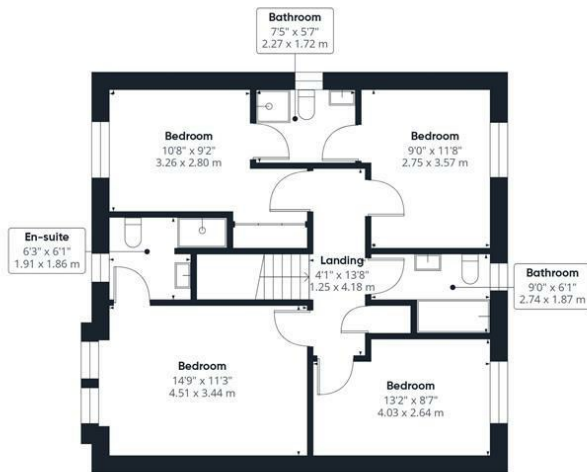 Bathroom
7'5" x 5'7"
2.27 x 1.72 m
Bedroom
10'8" x 9'2"
3.26 x 2.80 m
Bedroom
9'0" x 11'8"
2.75 x 3.57 m
En-suite
6'3" x 6'1"
1.91 x 1.86 m
Landing
4'1" x 13'8"
1.25 x 4.18 m
Bathroom
9'0" x 6'1"
2.74 x 1.87 m
Bedroom
14'9" x 11'3"
4.51 x 3.44 m
Bedroom
13'2" x 8'7"
4.03 x 2.64 m